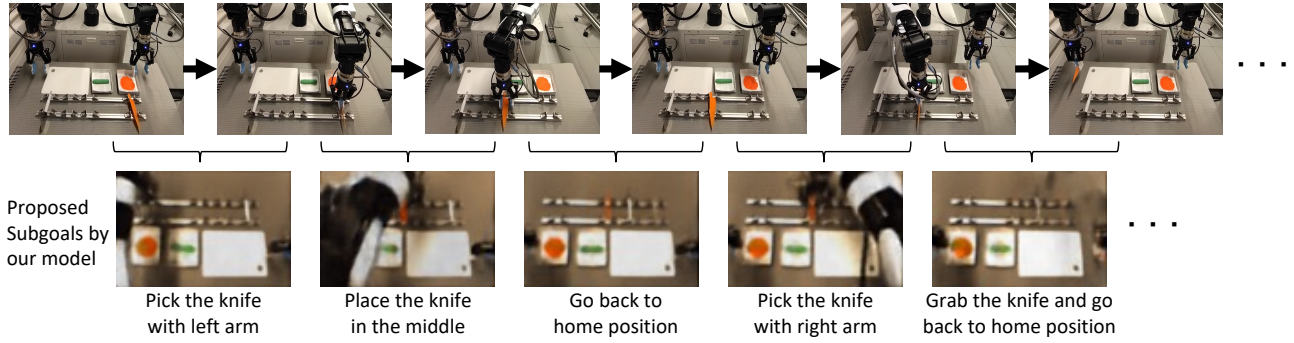 . . .
Proposed
Subgoals by
our model
. . .
Pick the knife
with left arm
Place the knife
in the middle
Go back to
home position
Pick the knife
with right arm
Grab the knife and go
back to home position